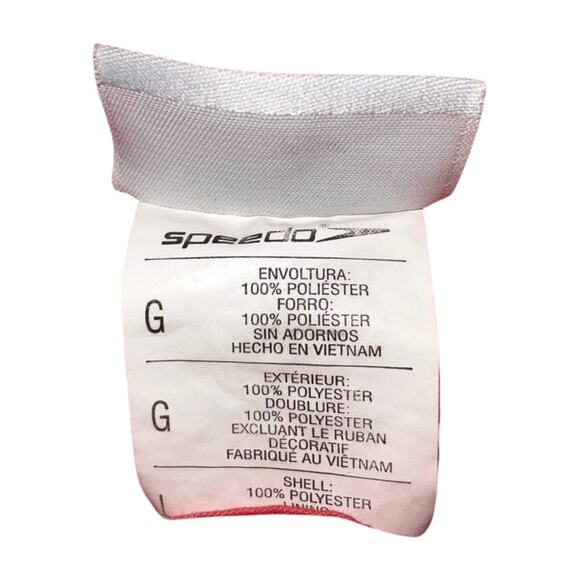 speedo
ENVOLTURA:
100% POLIÉSTER
FORRO:
G
100% POLIÉSTER
SIN ADORNOS
HECHO EN VIETNAM
EXTÉRIEUR:
100% POLYESTER
DOUBLURE:
G
100% POLYESTER
EXCLUANT LE RUBAN
DÉCORATIF
FABRIQUÉ AU VIÊTNAM
SHELL:
100% POLYESTER